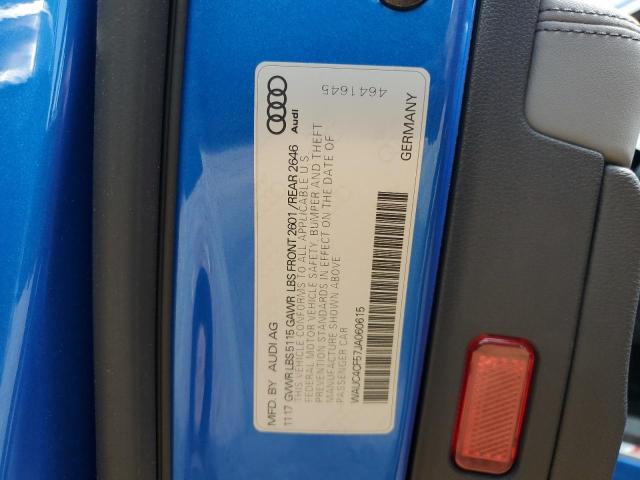 Audi
4641645
MFD. BY AUDI AG
11 17 GVWR LBS 5115 GAWR LBS FRONT 2601 /REAR 2646
THIS VEHICLE CONFORMS TO ALL APPLICABLE U.S.
FEDERAL MOTOR VEHICLE SAFETY, BUMPER AND THEFT
PREVENTION STANDARDS IN EFFECT ON THE DATE OF
MANUFACTURE SHOWN ABOVE
PASSENGER CAR
WAUC4CF57JA060615
GERMANY